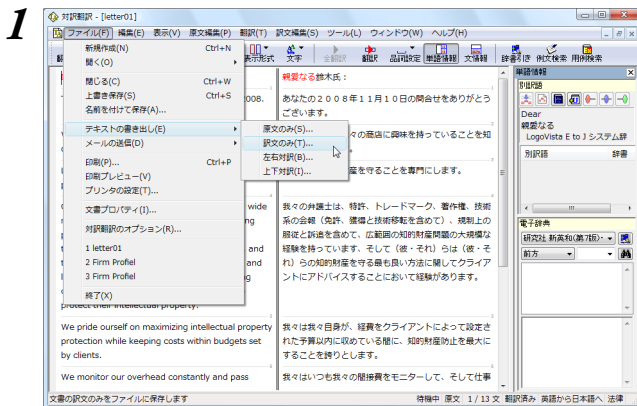 1
対訳翻訳 - [letter01]
ファイル(F) 編集(E) 表示(V) 原文編集(P) 翻訳(T) 訳文編集(S) ツール(L) ウィンドウ(W) ヘルプ(H)
表示形式 文字 全翻訳 翻訳 品詞設定 単語情報 文情報 辞書引き 例文検索 用例検索
新規作成(N) Ctrl+N
開く(O)
閉じる(C) Ctrl+W
上書き保存(S) Ctrl+S
名前を付けて保存(A)...
テキストの書き出し(E)
メールの送信(D)
印刷(P)... Ctrl+P
印刷プレビュー(V)
プリンタの設定(T)...
文書プロパティ(I)...
対訳翻訳のオプション(R)...
1 letter01
2 Firm Profiel
3 Firm Profiel
終了(X)
原文のみ(S)...
訳文のみ(T)...
左右対訳(B)...
上下対訳(I)...
008.
wide
ng
and
and
g
protect their intellectual property.
We pride ourself on maximizing intellectual property
protection while keeping costs within budgets set
by clients.
We monitor our overhead constantly and pass
親愛なる鈴木氏：
あなたの２００８年１１月１０日の問合せをありがとう
ございます。
々の商店に興味を持っていることを知
産を守ることを専門にします。
我々の弁護士は、特許、トレードマーク、著作権、技術
系の会報（免許、獲得と技術移転を含めて）、規制上の
服従と訴追を含めて、広範囲の知的財産問題の大規模な
経験を持っています、そして（彼・それ）らは（彼・そ
れ）らの知的財産を守る最も良い方法に関してクライア
ントにアドバイスすることにおいて経験があります。
我々は我々自身が、経費をクライアントによって設定さ
れた予算以内に収めている間に、知的財産防止を最大に
することを誇りとします。
我々はいつも我々の間接費をモニターして、そして仕事
単語情報
別訳語
Dear
親愛なる
LogoVista E to J システム辞
別訳語 辞書
電子辞典
研究社 新英和(第7版)・
前方
文書の訳文のみをファイルに保存します 待機中 原文 1 / 13 文 翻訳済み 英語から日本語へ 法律